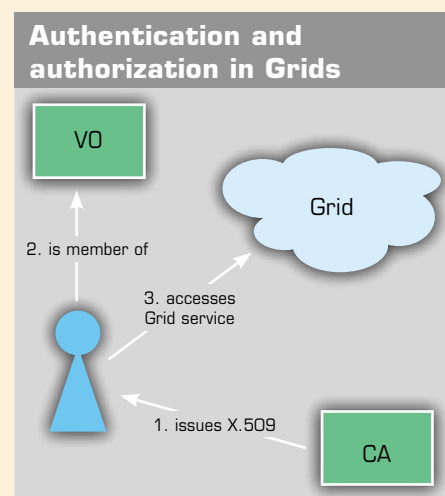 Authentication and
authorization in Grids
VO
Grid
2. is member of
3. accesses
Grid service
1. issues X.509
CA